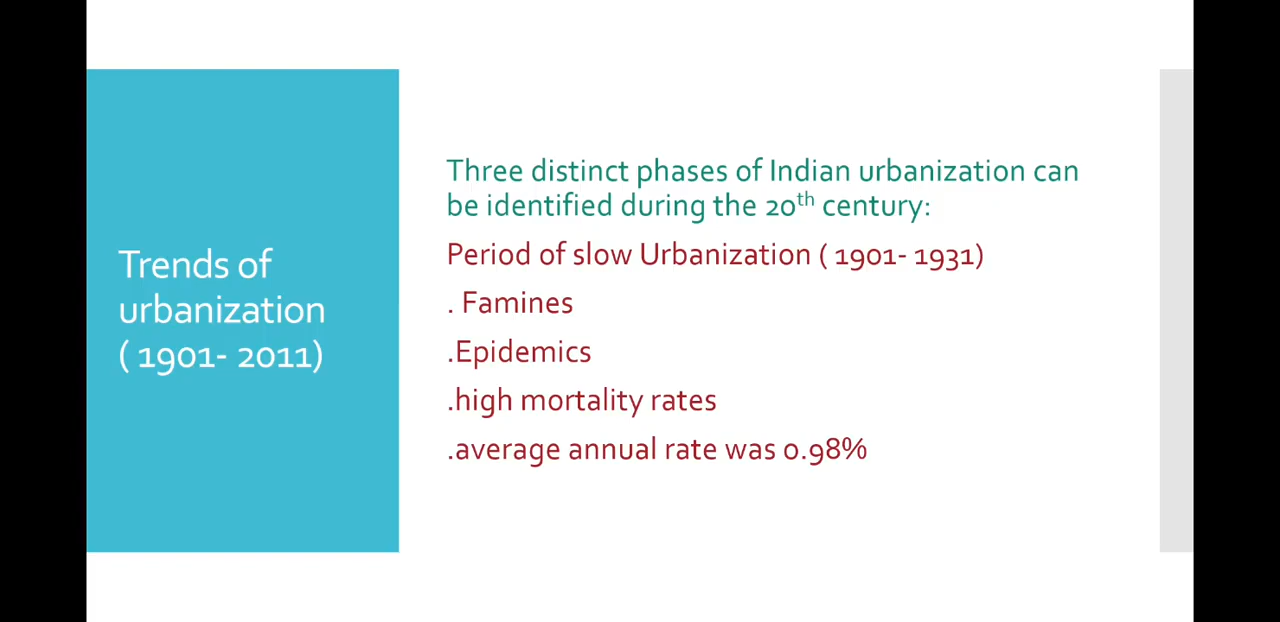 Trends of
urbanization
( 1901- 2011)
Three distinct phases of Indian urbanization can
be identified during the 20th century:
Period of slow Urbanization ( 1901- 1931)
. Famines
.Epidemics
.high mortality rates
.average annual rate was 0.98%